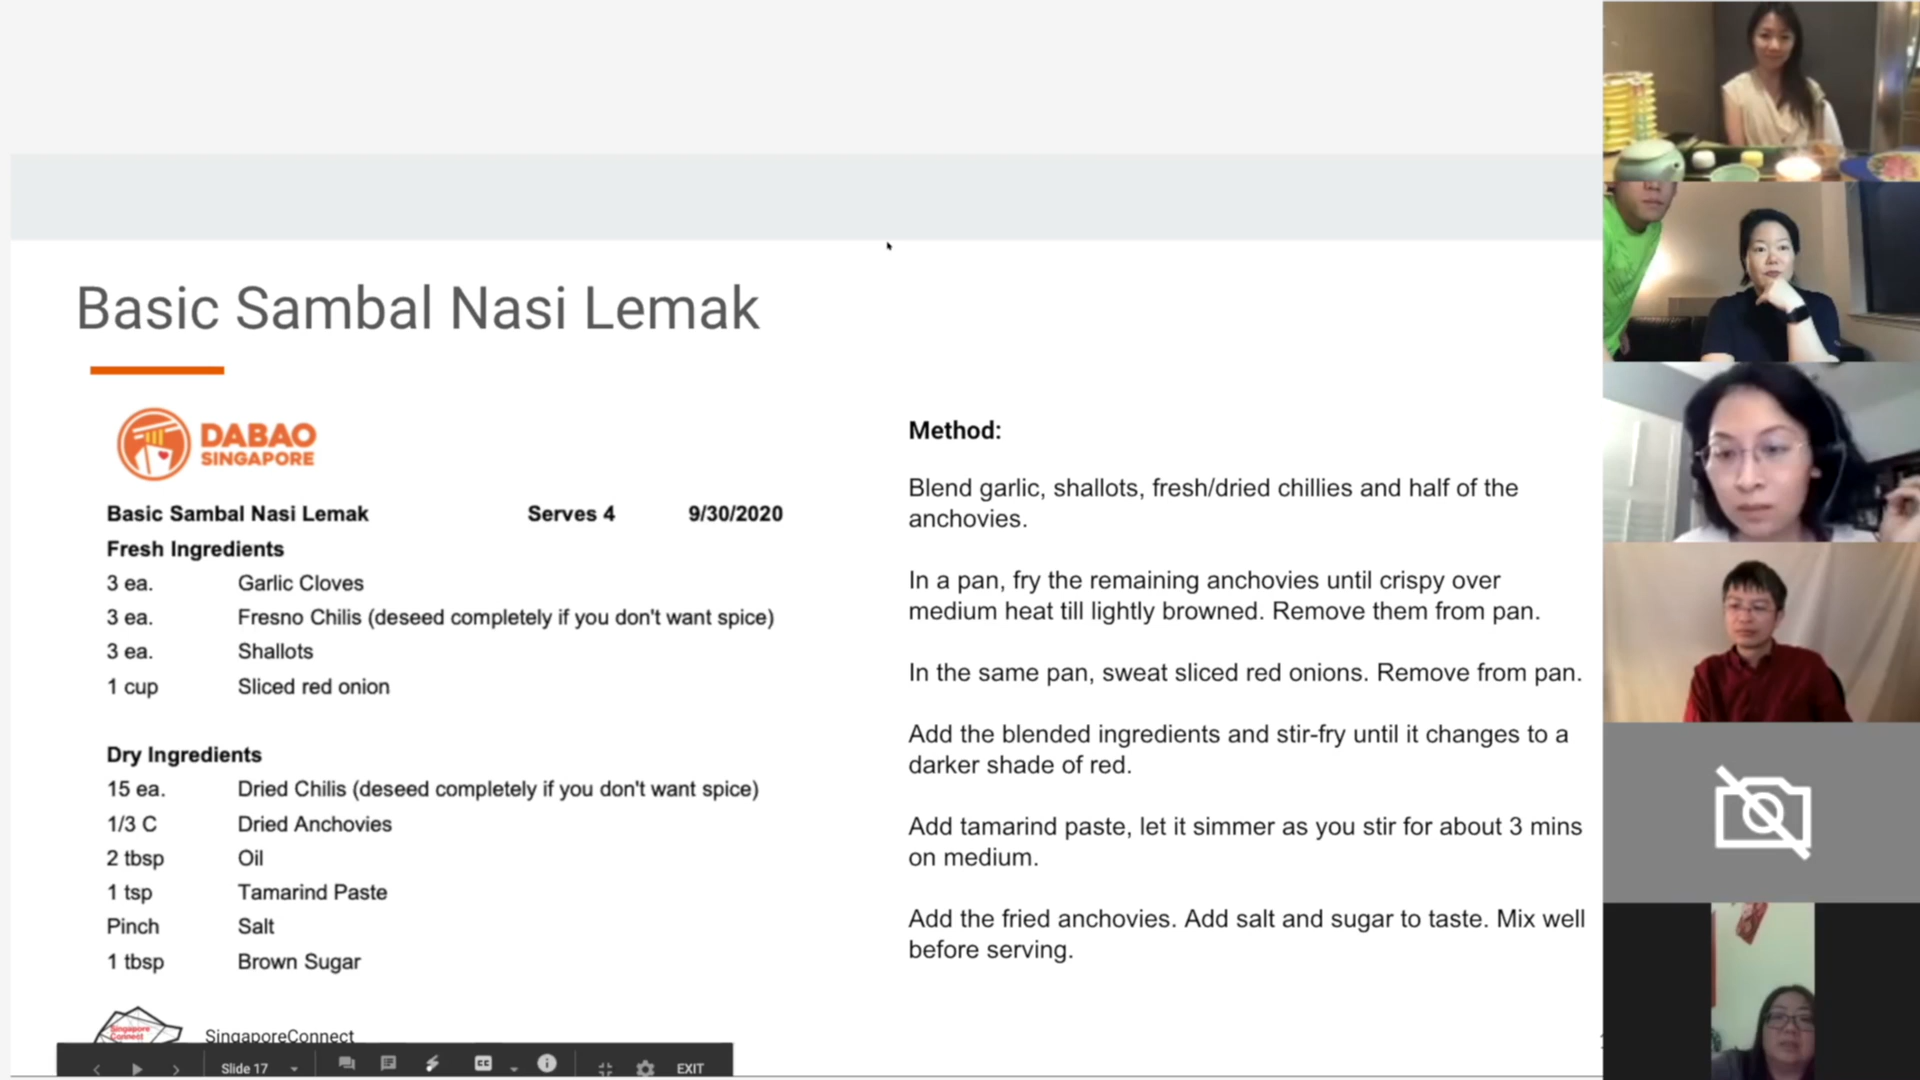 Basic Sambal Nasi Lemak
DABAO
SINGAPORE
Basic Sambal Nasi Lemak Serves 4 9/30/2020
Fresh Ingredients
3 ea. Garlic Cloves
3 ea. Fresno Chilis (deseed completely if you don't want spice)
3 ea. Shallots
1 cup Sliced red onion
Dry Ingredients
15 ea. Dried Chilis (deseed completely if you don't want spice)
1/3 C Dried Anchovies
2 tbsp Oil
1 tsp Tamarind Paste
Pinch Salt
1 tbsp Brown Sugar
Method:
Blend garlic, shallots, fresh/dried chillies and half of the
anchovies.
In a pan, fry the remaining anchovies until crispy over
medium heat till lightly browned. Remove them from pan.
In the same pan, sweat sliced red onions. Remove from pan.
Add the blended ingredients and stir-fry until it changes to a
darker shade of red.
Add tamarind paste, let it simmer as you stir for about 3 mins
on medium.
Add the fried anchovies. Add salt and sugar to taste. Mix well
before serving.
Singapore
Connect
SingaporeConnect
Slide 17
CC
EXIT